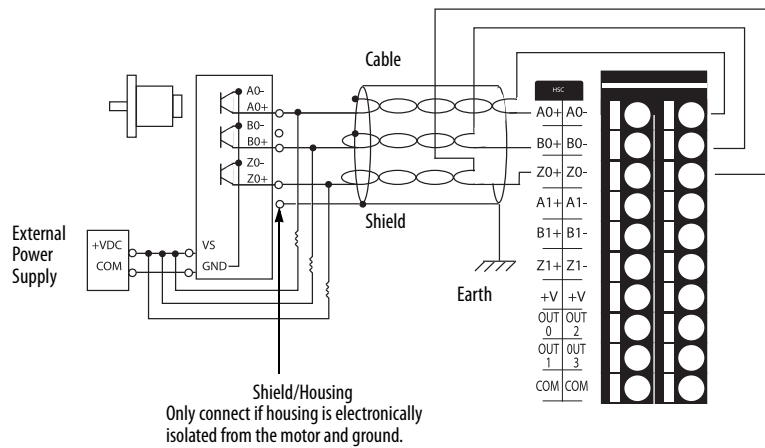 Cable
HSC
A0-
A0+
B0-
B0+
Z0-
Z0+
A0+ A0-
B0+ B0-
Z0+ Z0-
A1+ A1-
B1+ B1-
Z1+ Z1-
+V +V
OUT 0 OUT 2
OUT 1 0UT 3
COM COM
Shield
External
Power
Supply
+VDC
COM
VS
GND
Earth
Shield/Housing
Only connect if housing is electronically
isolated from the motor and ground.